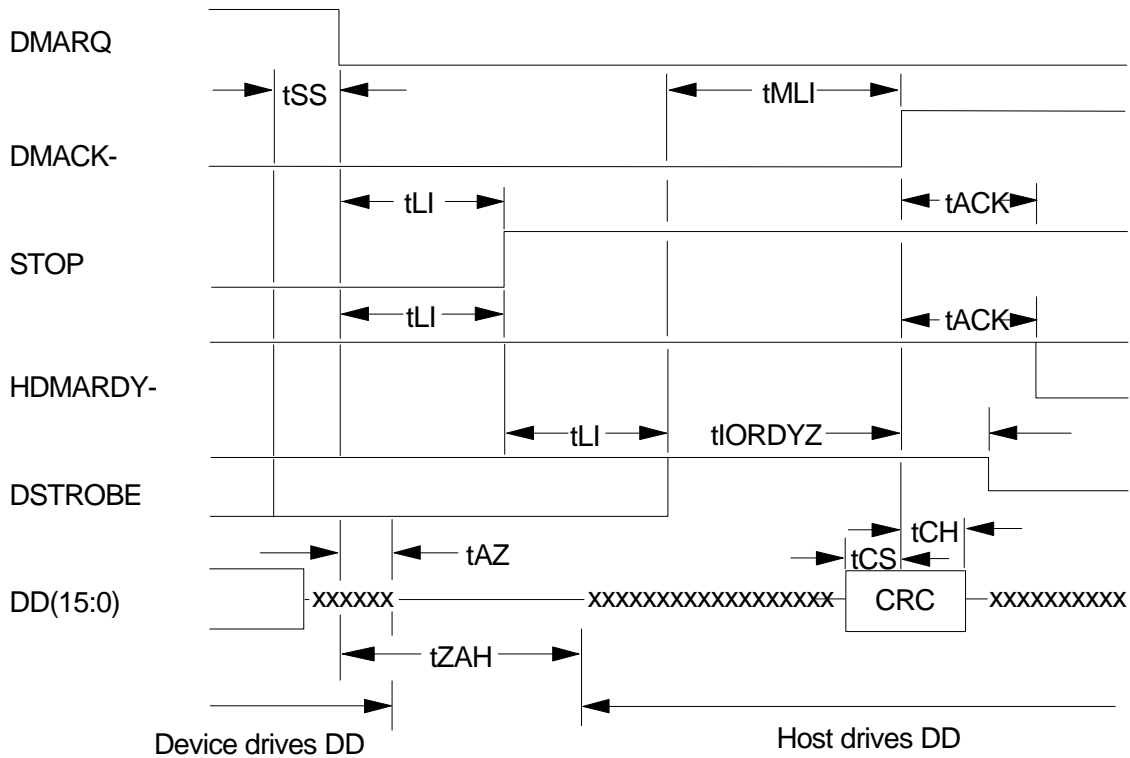 DMARQ
tSS
tMLI
DMACK-
tLI
tACK
STOP
tLI
tACK
HDMARDY-
tLI
tIORDYZ
DSTROBE
tCH
tAZ
tCS
DD(15:0)
xxxxxx
xxxxxxxxxxxxxxxxxx
CRC
xxxxxxxxxx
tZAH
Device drives DD
Host drives DD